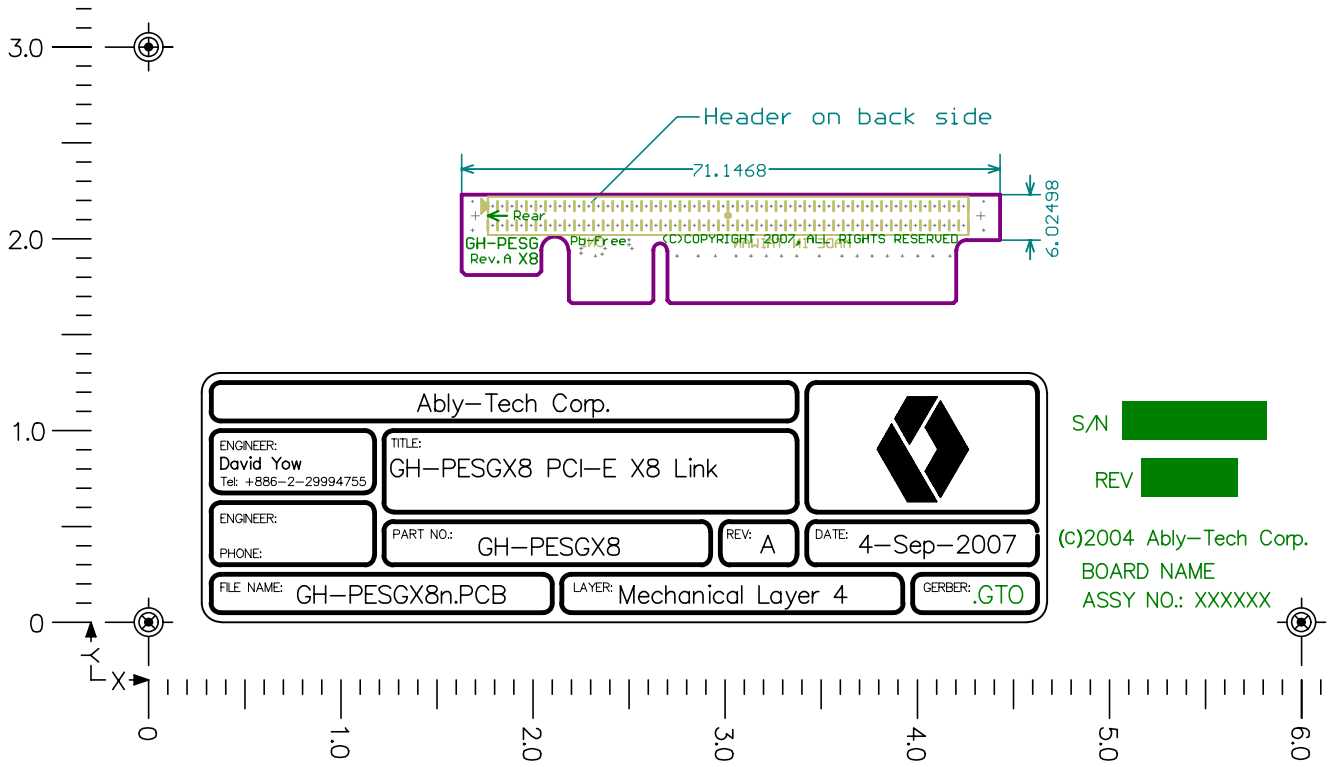 3.0
Header on back side
71.1468
6.02498
Rear
2.0
GH-PESG
Pb-Free
(C)COPYRIGHT 2007, ALL RIGHTS RESERVED
MADE IN TAIWAN
Rev.A X8
Ably-Tech Corp.
1.0
ENGINEER:
David Yow
Tel: +886-2-29994755
TITLE:
GH-PESGX8 PCI-E X8 Link
S/N
REV
ENGINEER:
PHONE:
PART NO.: GH-PESGX8
REV: A
DATE: 4-Sep-2007
(c)2004 Ably-Tech Corp.
BOARD NAME
ASSY NO.: XXXXXX
FILE NAME: GH-PESGX8n.PCB
LAYER: Mechanical Layer 4
GERBER: .GTO
0
Y
X
0
1.0
2.0
3.0
4.0
5.0
6.0